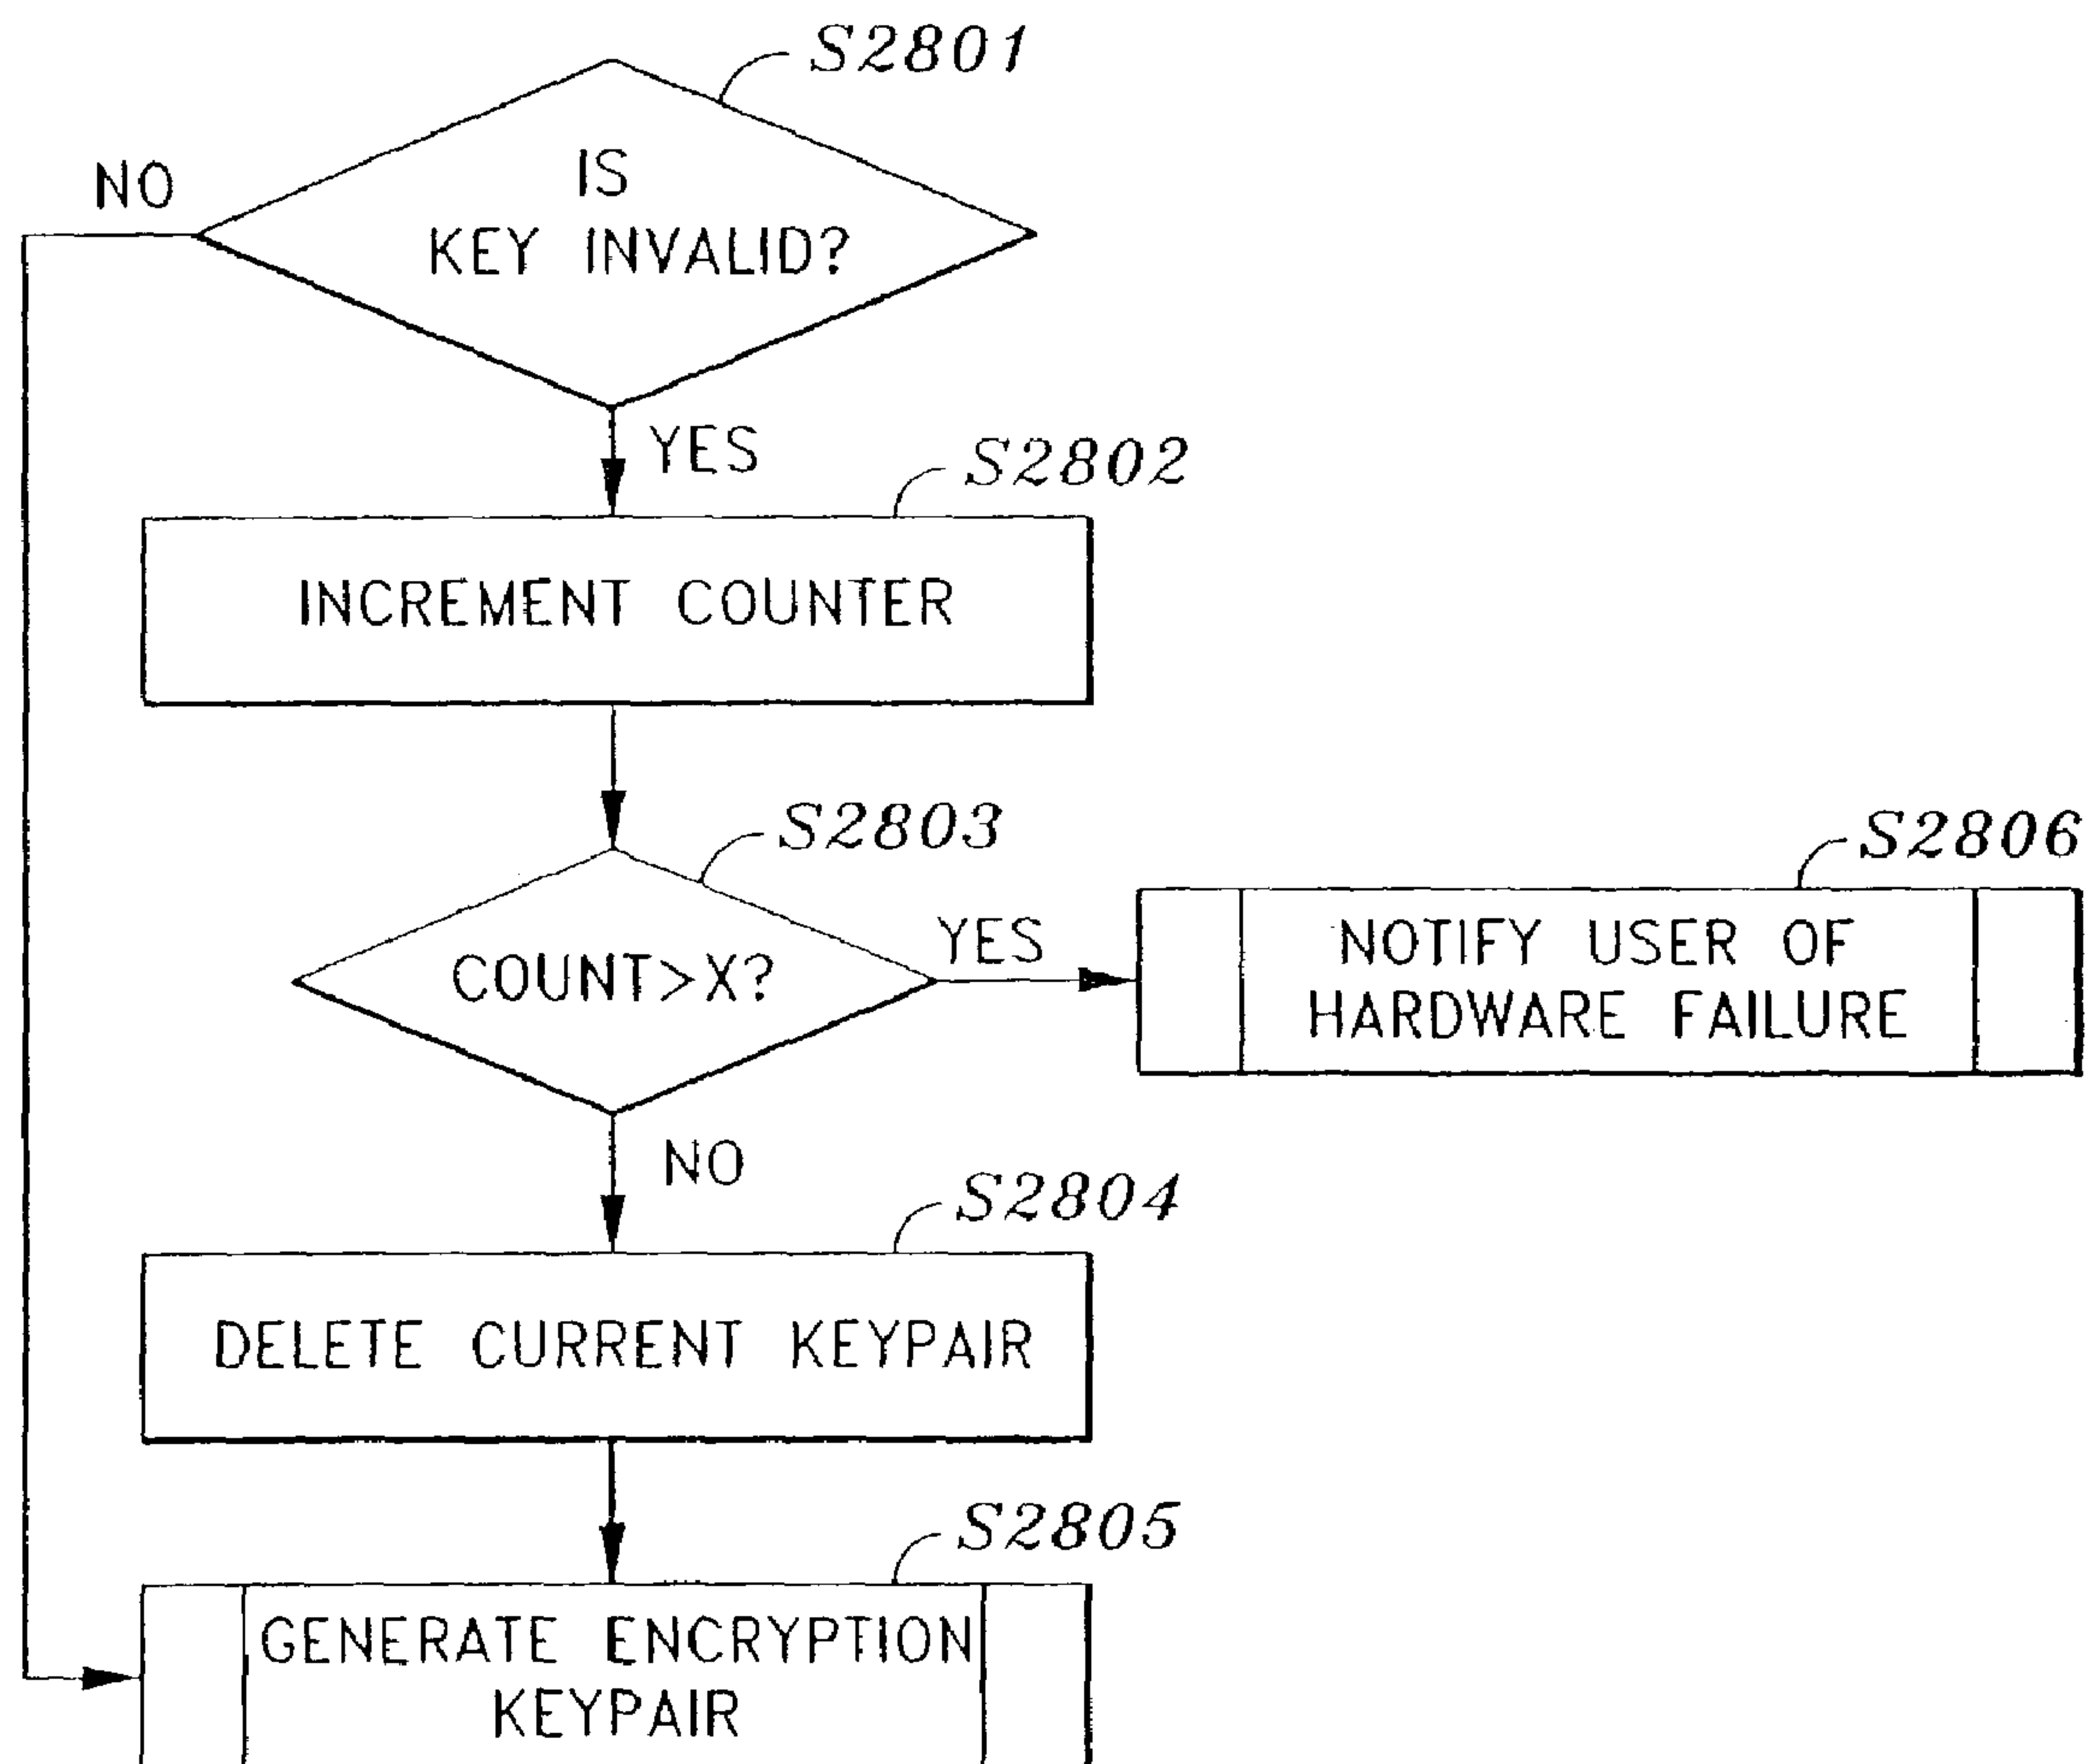 S2801
NO
IS
KEY INVALID?
YES
S2802
INCREMENT COUNTER
S2803
S2806
COUNT>X?
YES
NOTIFY USER OF
HARDWARE FAILURE
NO
S2804
DELETE CURRENT KEYPAIR
S2805
GENERATE ENCRYPTION
KEYPAIR